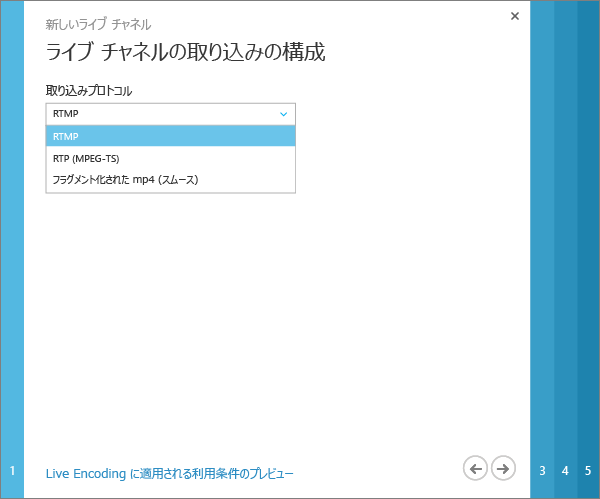 新しいライブ チャネル
ライブ チャネルの取り込みの構成
取り込みプロトコル
RTMP
RTMP
RTP (MPEG-TS)
フラグメント化された mp4 (スムース)
1
Live Encoding に適用される利用条件のプレビュー
3
4
5